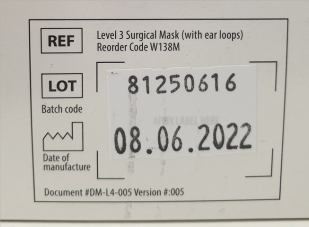 REF
Level 3 Surgical Mask (with ear loops)
Reorder Code W138M
LOT
81250616
Batch code
08.06.2022
Date of
manufacture
Document #DM-L4-005 Version #:005